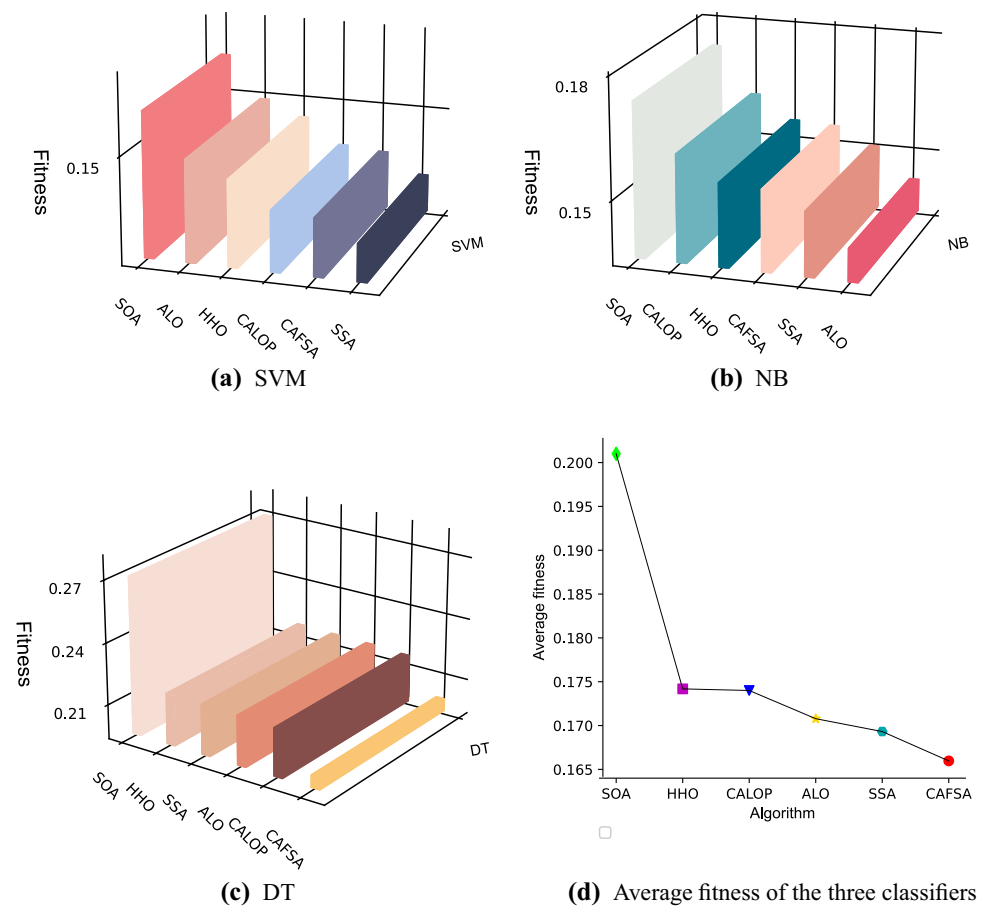 Fitness
0.15
SVM
SOA
ALO
HHO
CALOP
CAFSA
SSA
(a) SVM
0.18
Fitness
0.15
NB
SOA
CALOP
HHO
CAFSA
SSA
ALO
(b) NB
0.27
Fitness
0.24
0.21
DT
SOA
HHO
SSA
ALO
CALOP
CAFSA
(c) DT
0.200
0.195
0.190
0.185
0.180
0.175
0.170
0.165
Average fitness
SOA HHO CALOP ALO SSA CAFSA
Algorithm
(d) Average fitness of the three classifiers